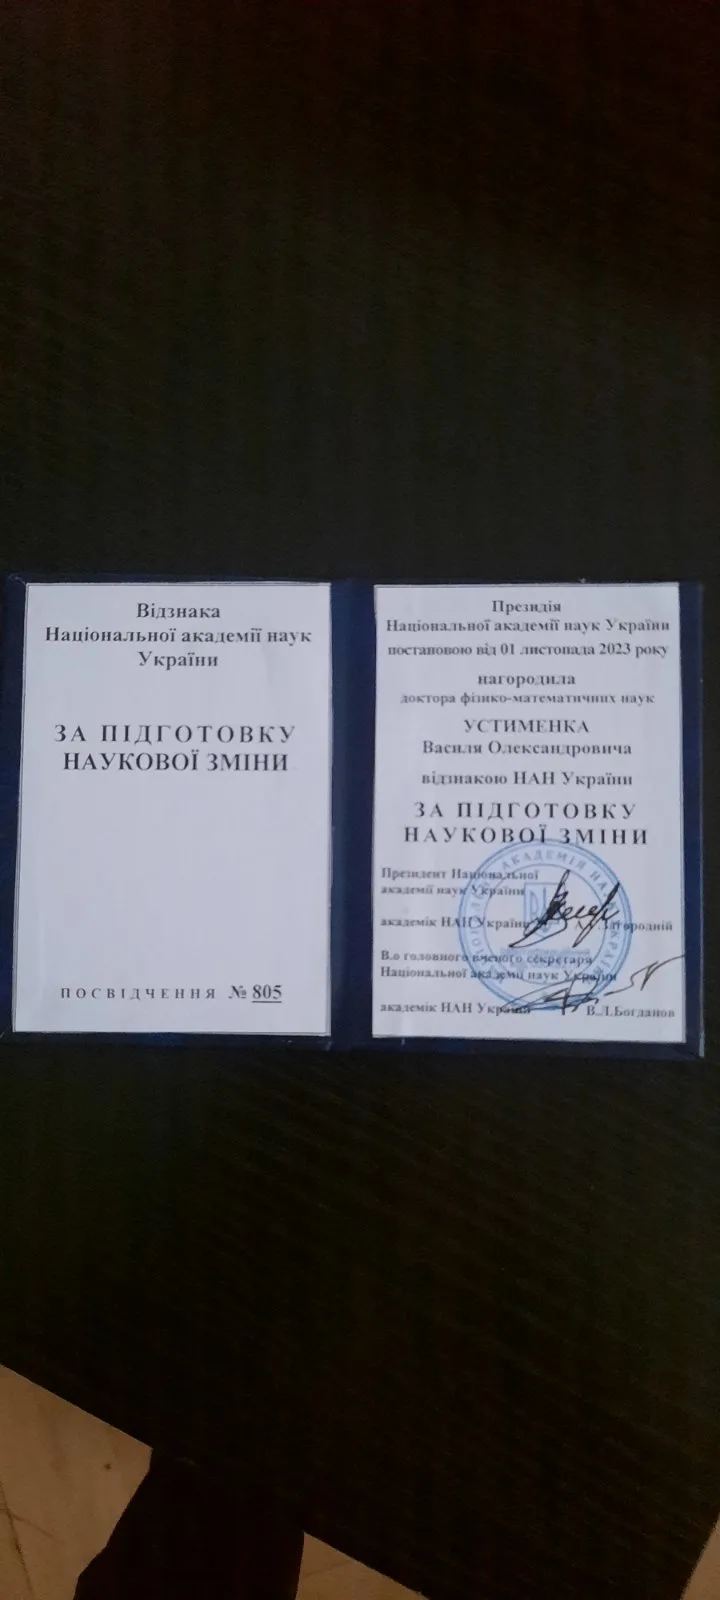 Відзнака
Національної академії наук
України
ЗА ПІДГОТОВКУ
НАУКОВОЇ ЗМІНИ
ПОСВІДЧЕННЯ № 805
Президія
Національної академії наук України
постановою від 01 листопада 2023 року
нагородила
доктора фізико-математичних наук
УСТИМЕНКА
Василя Олександровича
відзнакою НАН України
ЗА ПІДГОТОВКУ
НАУКОВОЇ ЗМІНИ
Президент Національної
академії наук України
академік НАН України А.Г.Загородній
В.о головного вченого секретаря
Національної академії наук України
академік НАН України В.Л.Богданов
АКАДЕМІЯ НАУК